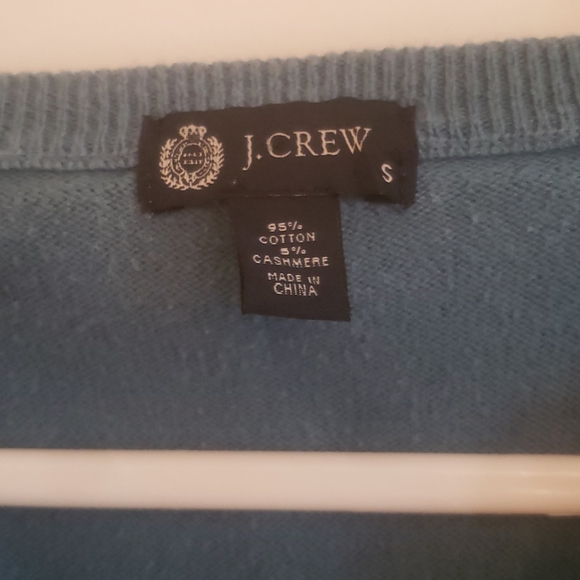 J.CREW
S
95%
COTTON
5%
CASHMERE
MADE IN
CHINA